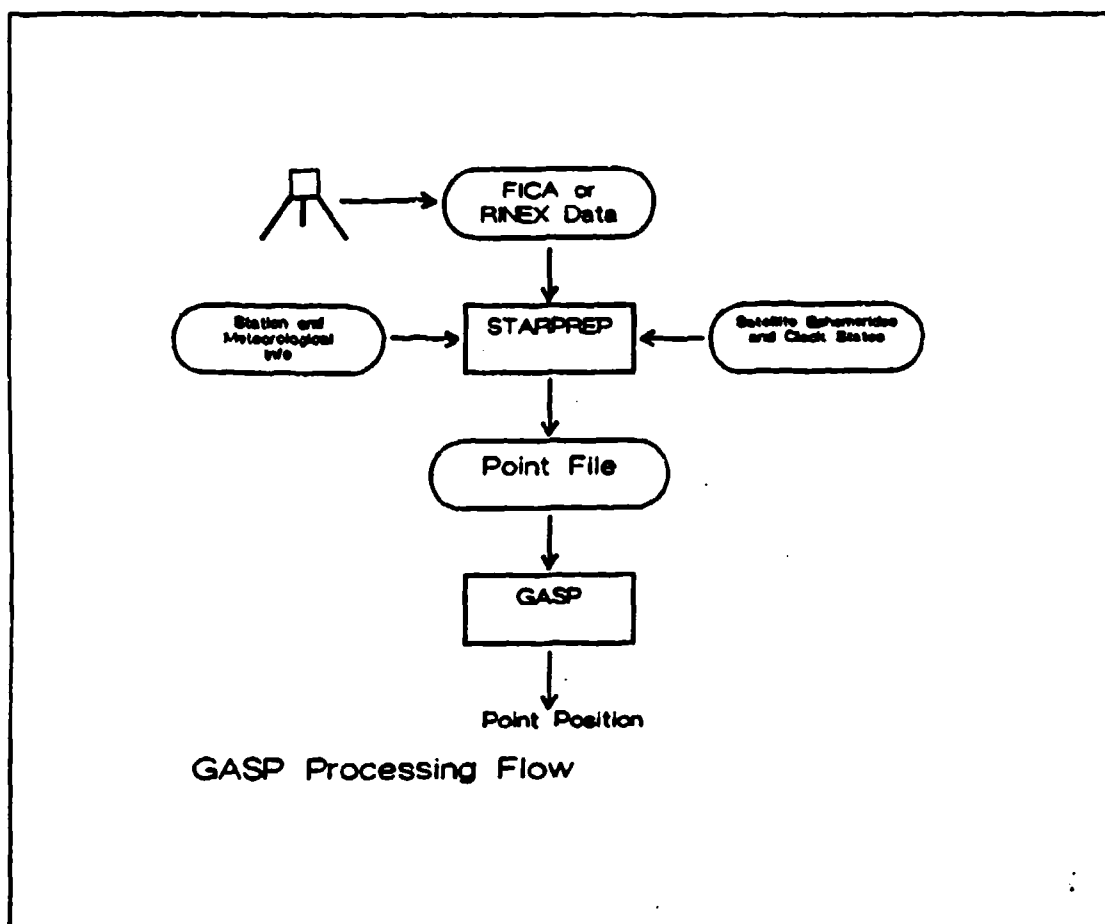 FICA or
RINEX Data
Station and
Meteorological
Info
STARPREP
Satellite Ephemerides
and Clock States
Point File
GASP
Point Position
GASP Processing Flow